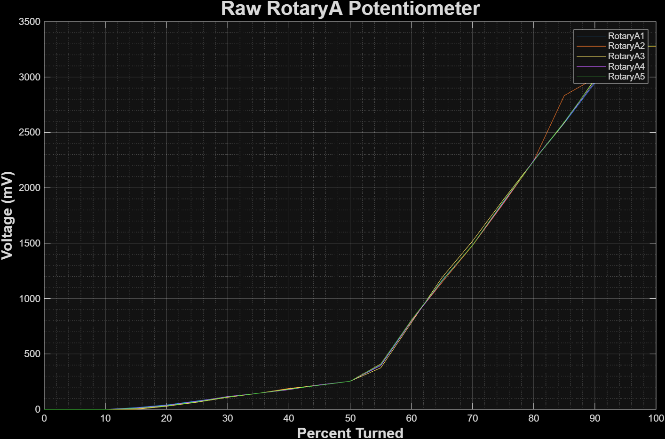 Raw RotaryA Potentiometer
3500
3000
2500
2000
1500
1000
500
0
Voltage (mV)
RotaryA1
RotaryA2
RotaryA3
RotaryA4
RotaryA5
0 10 20 30 40 50 60 70 80 90 100
Percent Turned